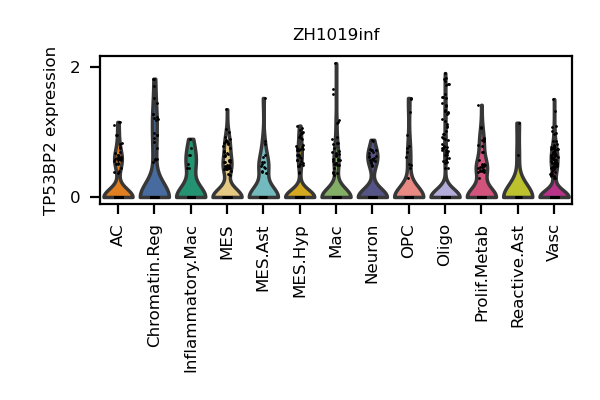 ZH1019inf
TP53BP2 expression
2
0
AC
Chromatin.Reg
Inflammatory.Mac
MES
MES.Ast
MES.Hyp
Mac
Neuron
OPC
Oligo
Prolif.Metab
Reactive.Ast
Vasc